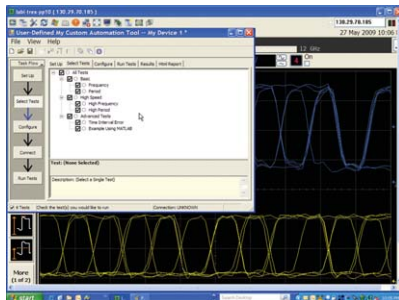 130.29.70.185
27 May 2009 10:06
User-Defined My Custom Automation Tool -- My Device 1 *
File View Help
Task Flow
Set Up Select Tests Configure Run Tests Results Html Report
Set Up
Select Tests
Configure
Connect
Run Tests
All Tests
Basic
Frequency
Period
High Speed
High Frequency
High Period
Advanced Tests
Time Interval Error
Example Using MATLAB
Test: (None Selected)
Description: (Select a Single Test)
6 Tests Check the test(s) you would like to run Connection: UNKNOWN
12 GHz
4 On
More
(1 of 2)
start